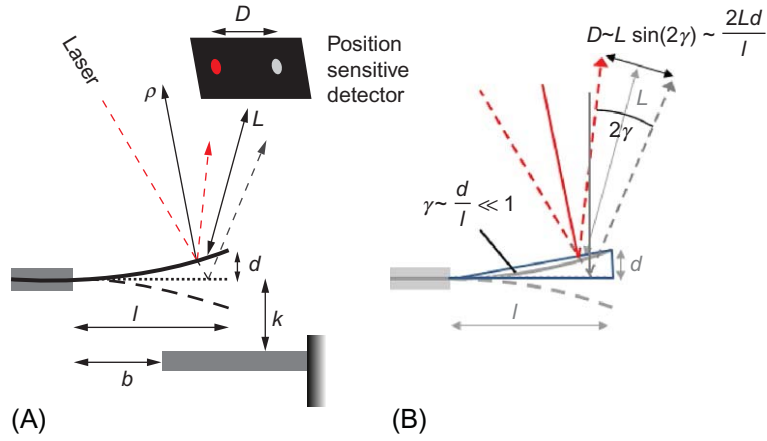 D
Position
sensitive
detector
Laser
ρ
L
d
l
k
b
(A)
D~L sin(2γ) ~ 2Ld/l
L
2γ
γ~ d/l ≪ 1
d
l
(B)